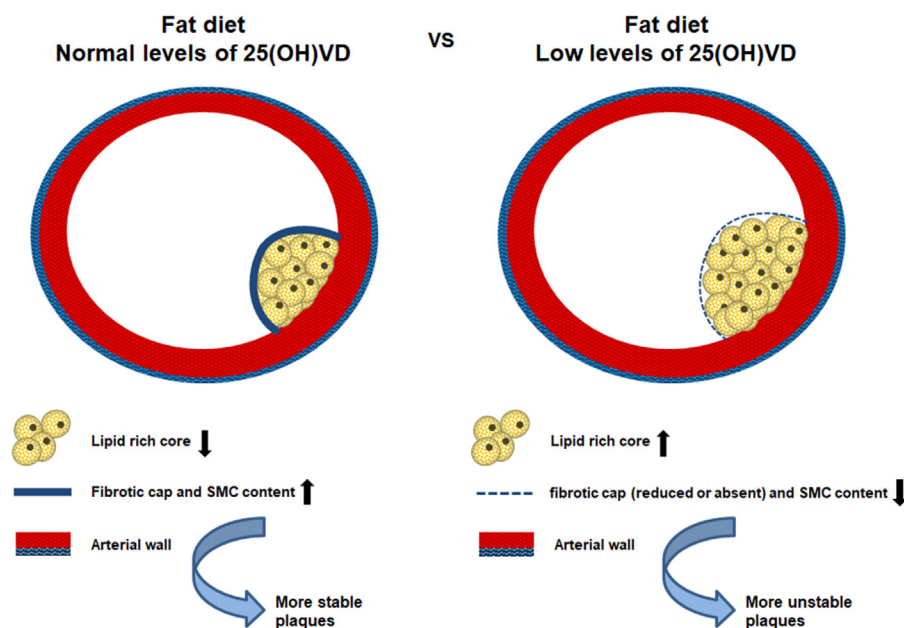 Fat diet
Normal levels of 25(OH)VD
VS
Fat diet
Low levels of 25(OH)VD
Lipid rich core
Fibrotic cap and SMC content
Arterial wall
More stable
plaques
Lipid rich core
fibrotic cap (reduced or absent) and SMC content
Arterial wall
More unstable
plaques